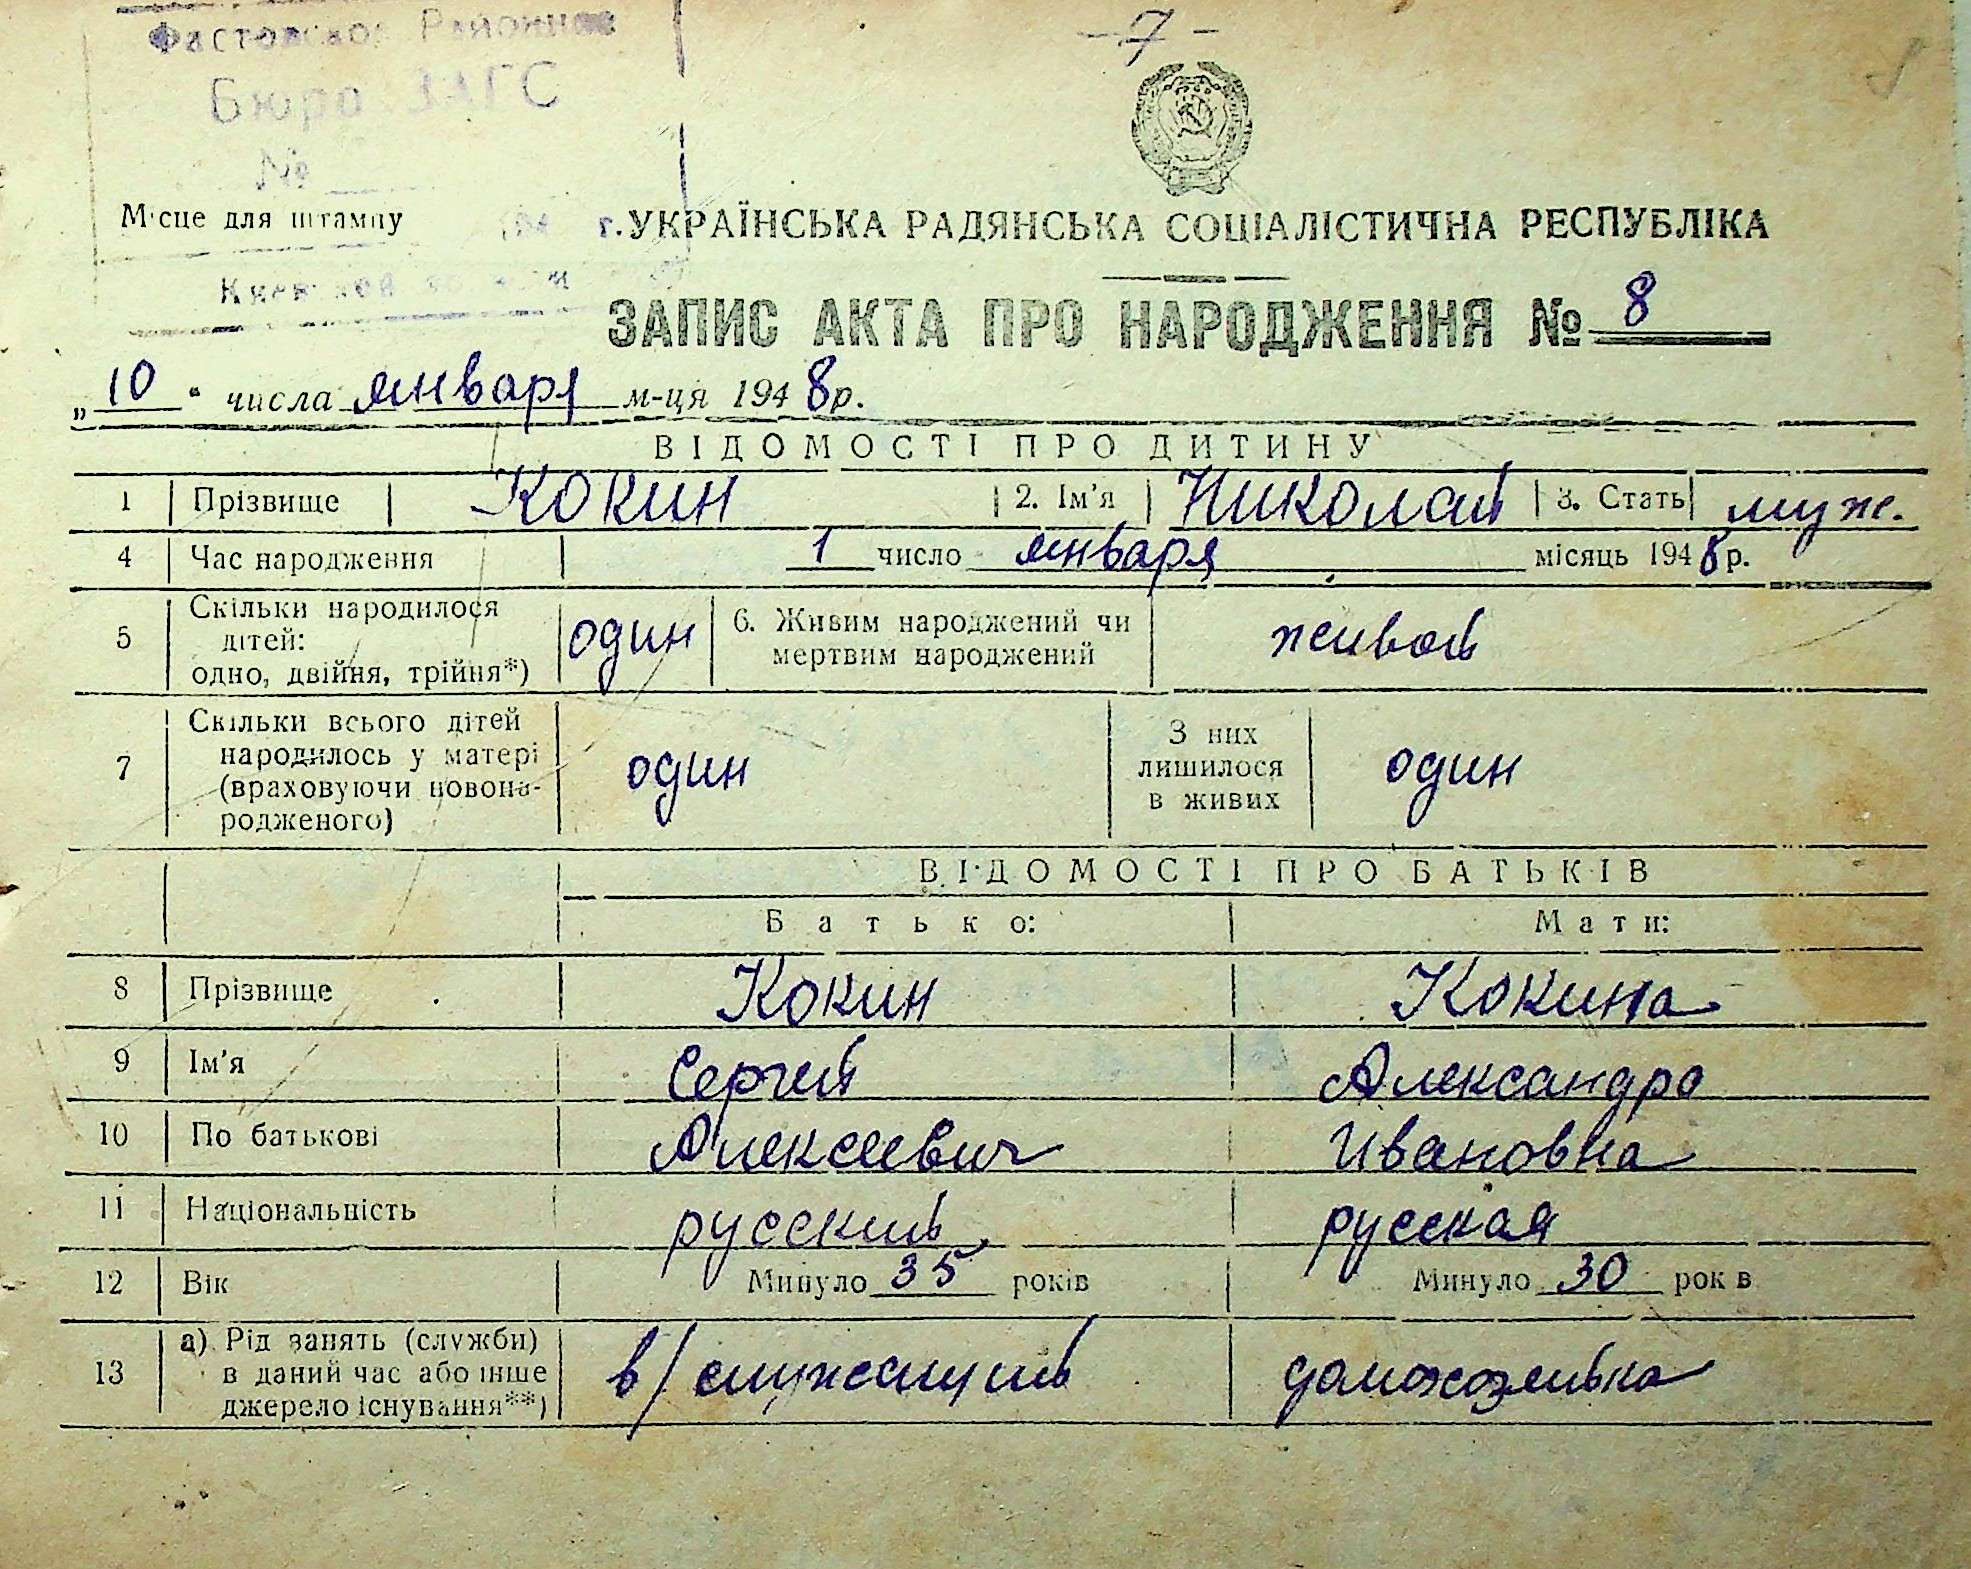 - 7 -
Фастовское Районное
Бюро ЗАГС
№
Місце для штампу
г. УКРАЇНСЬКА РАДЯНСЬКА СОЦІАЛІСТИЧНА РЕСПУБЛІКА
ЗАПИС АКТА ПРО НАРОДЖЕННЯ № 8
„10" числа января м-ця 1948р.
ВІДОМОСТІ ПРО ДИТИНУ
1 Прізвище Кокин 2. Ім'я Николай 3. Стать муж.
4 Час народження 1 число января місяць 1948р.
5 Скільки народилося дітей: одно, двійня, трійня*) один 6. Живим народжений чи мертвим народжений живой
7 Скільки всього дітей народилось у матері (враховуючи новонародженого) один З них лишилося в живих один
ВІДОМОСТІ ПРО БАТЬКІВ
Батько: Мати:
8 Прізвище Кокин Кокина
9 Ім'я Сергей Александра
10 По батькові Алексеевич Ивановна
11 Національність русский русская
12 Вік Минуло 35 років Минуло 30 років
13 а) Рід занять (служби) в даний час або інше джерело існування**) в/служащий домохозяйка